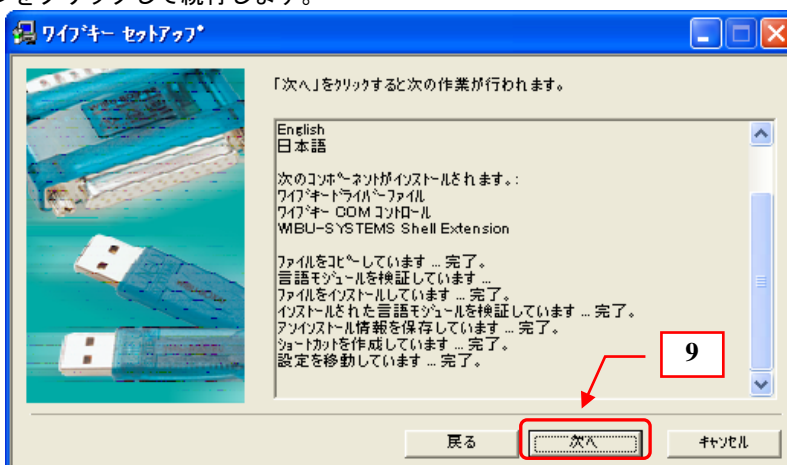 をクリックして続行します。
ﾜｲﾌﾞｷｰ ｾｯﾄｱｯﾌﾟ
「次へ」をｸﾘｯｸすると次の作業が行われます。
English
日本語
次のｺﾝﾎﾟｰﾈﾝﾄがｲﾝｽﾄｰﾙされます。:
ﾜｲﾌﾞｷｰﾄﾞﾗｲﾊﾞｰﾌｧｲﾙ
ﾜｲﾌﾞｷｰ COM ｺﾝﾄﾛｰﾙ
WIBU-SYSTEMS Shell Extension
ﾌｧｲﾙをｺﾋﾟｰしています ... 完了。
言語ﾓｼﾞｭｰﾙを検証しています ...
ﾌｧｲﾙをｲﾝｽﾄｰﾙしています ... 完了。
ｲﾝｽﾄｰﾙされた言語ﾓｼﾞｭｰﾙを検証しています ... 完了。
ｱﾝｲﾝｽﾄｰﾙ情報を保存しています ... 完了。
ｼｮｰﾄｶｯﾄを作成しています ... 完了。
設定を移動しています ... 完了。
9
戻る 次へ ｷｬﾝｾﾙ